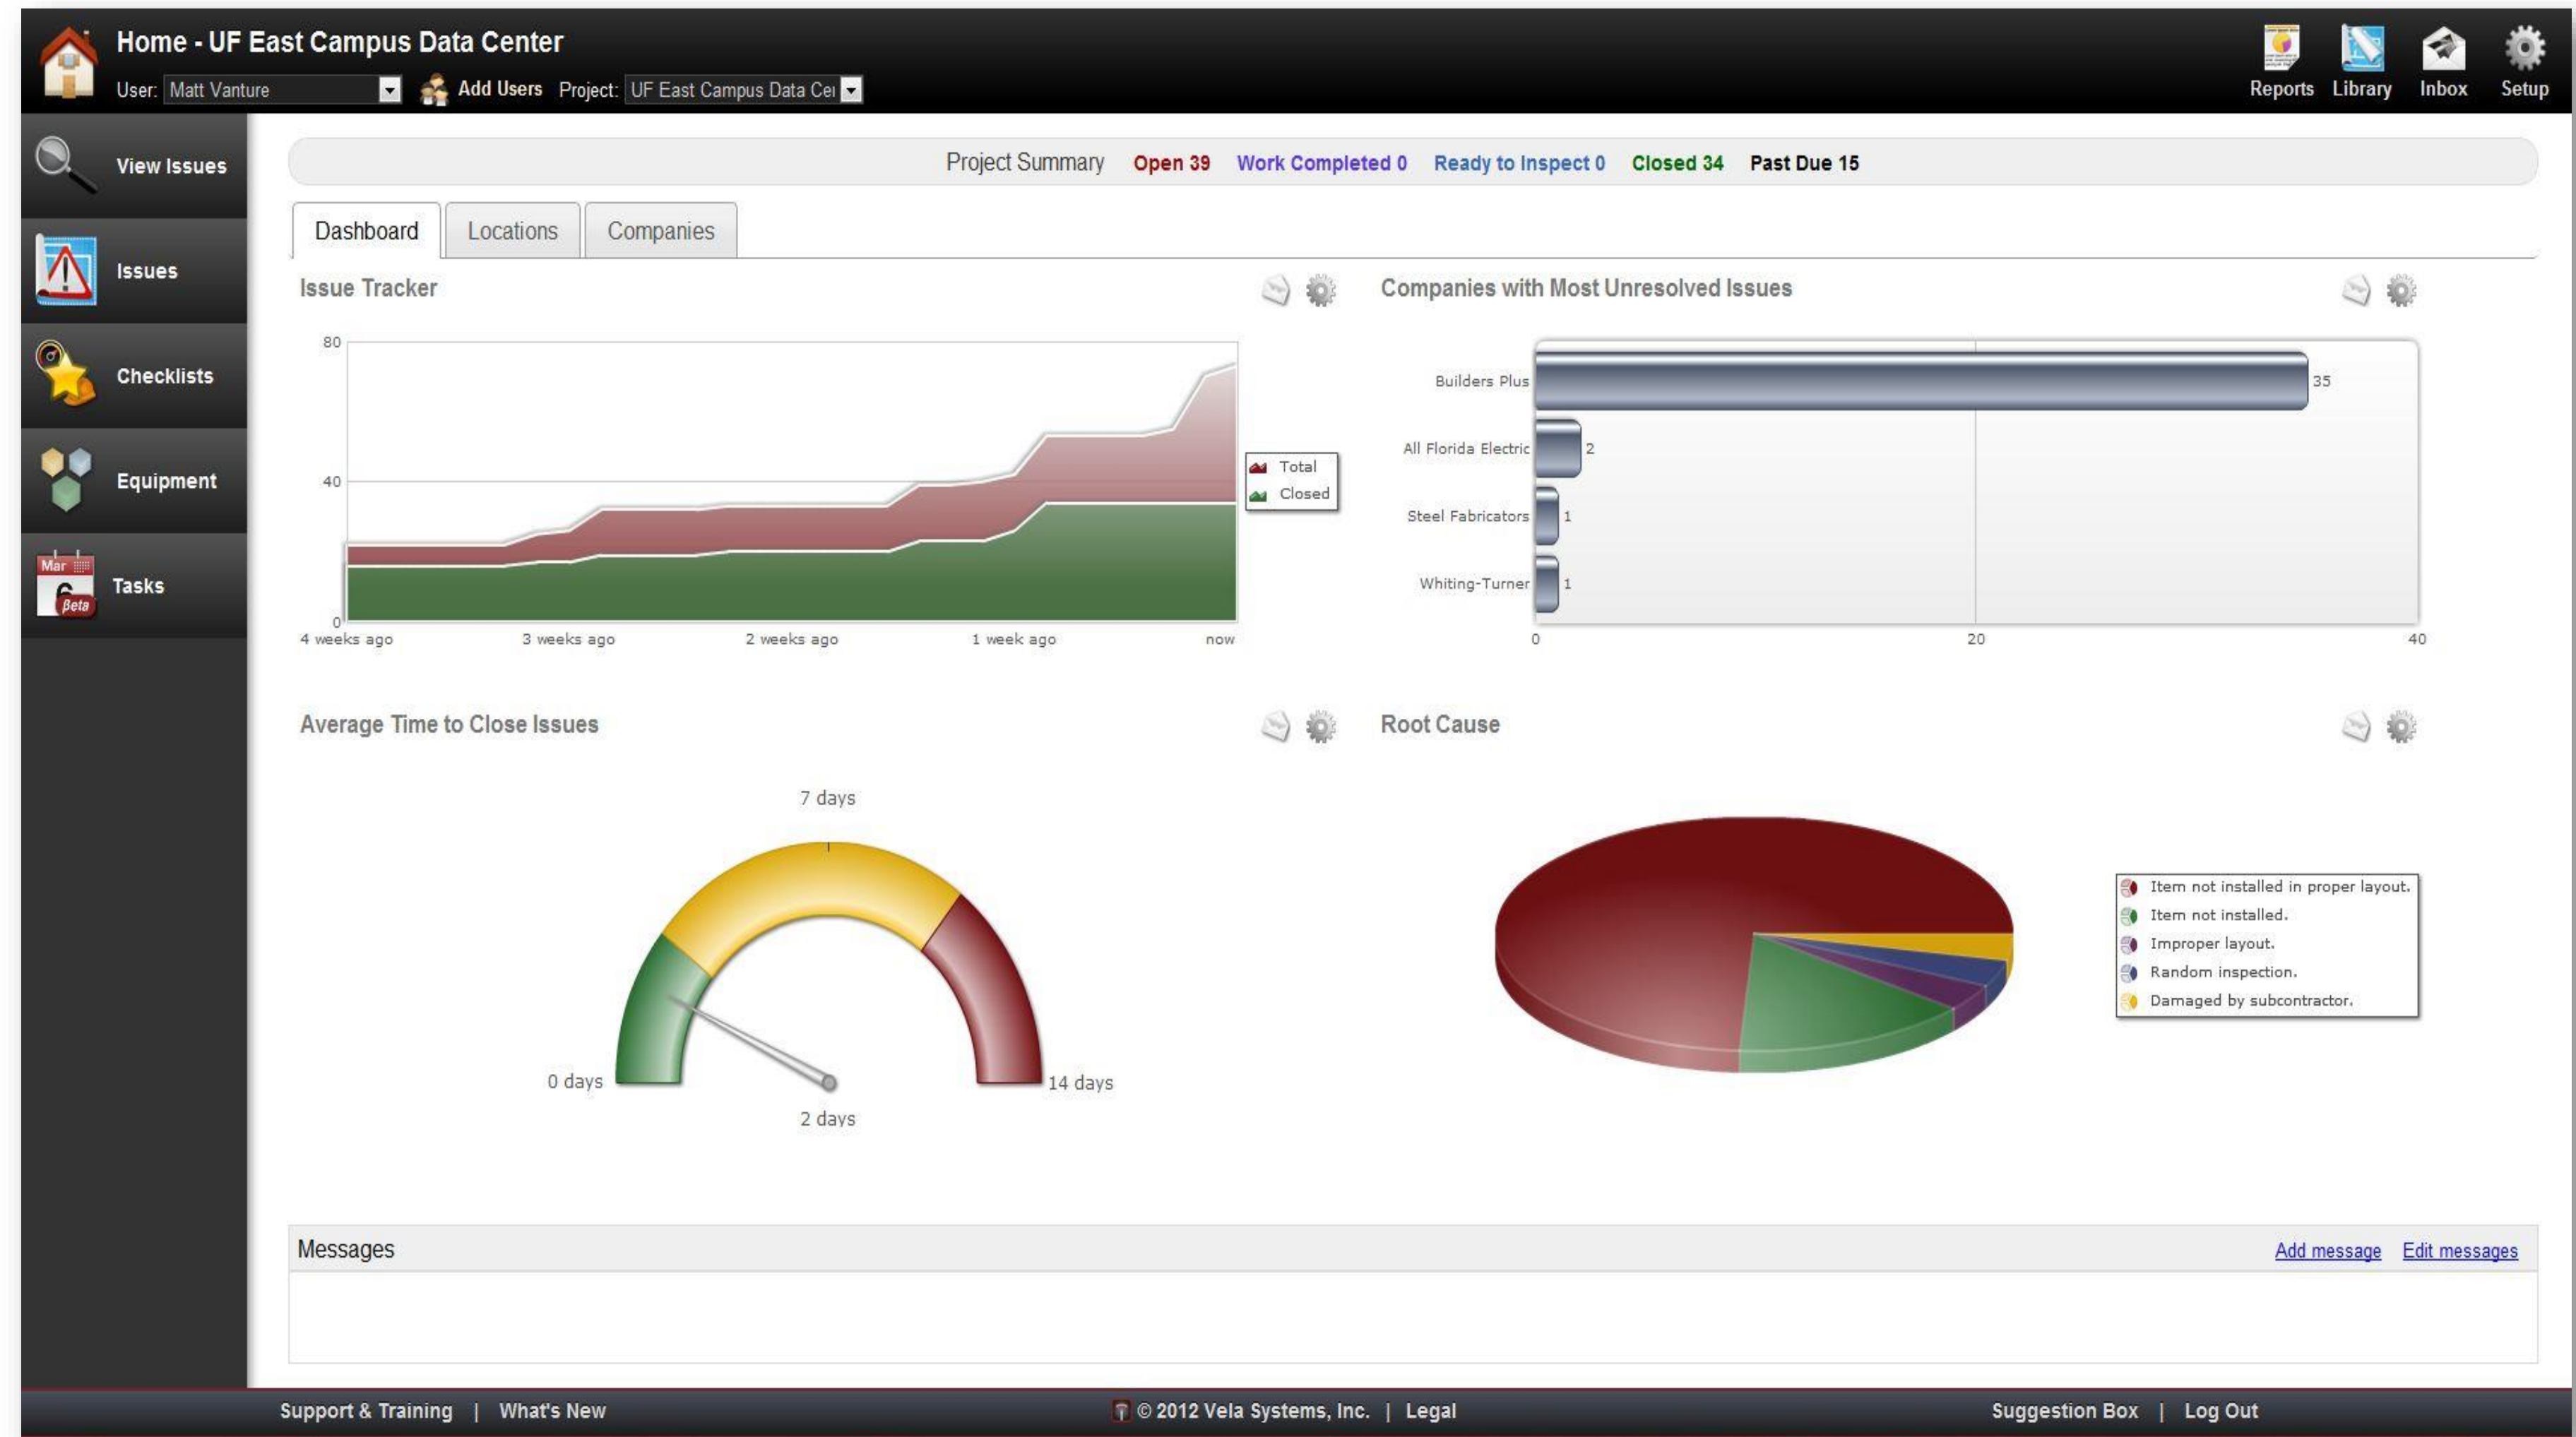 Home - UF East Campus Data Center
User: Matt Vanture Add Users Project: UF East Campus Data Cei
Reports Library Inbox Setup
View Issues
Issues
Checklists
Equipment
Mar
6
Beta
Tasks
Project Summary Open 39 Work Completed 0 Ready to Inspect 0 Closed 34 Past Due 15
Dashboard Locations Companies
Issue Tracker
80
40
0
4 weeks ago 3 weeks ago 2 weeks ago 1 week ago now
Total
Closed
Companies with Most Unresolved Issues
Builders Plus 35
All Florida Electric 2
Steel Fabricators 1
Whiting-Turner 1
0 20 40
Average Time to Close Issues
7 days
0 days 14 days
2 days
Root Cause
Item not installed in proper layout.
Item not installed.
Improper layout.
Random inspection.
Damaged by subcontractor.
Messages Add message Edit messages
Support & Training | What's New © 2012 Vela Systems, Inc. | Legal Suggestion Box | Log Out